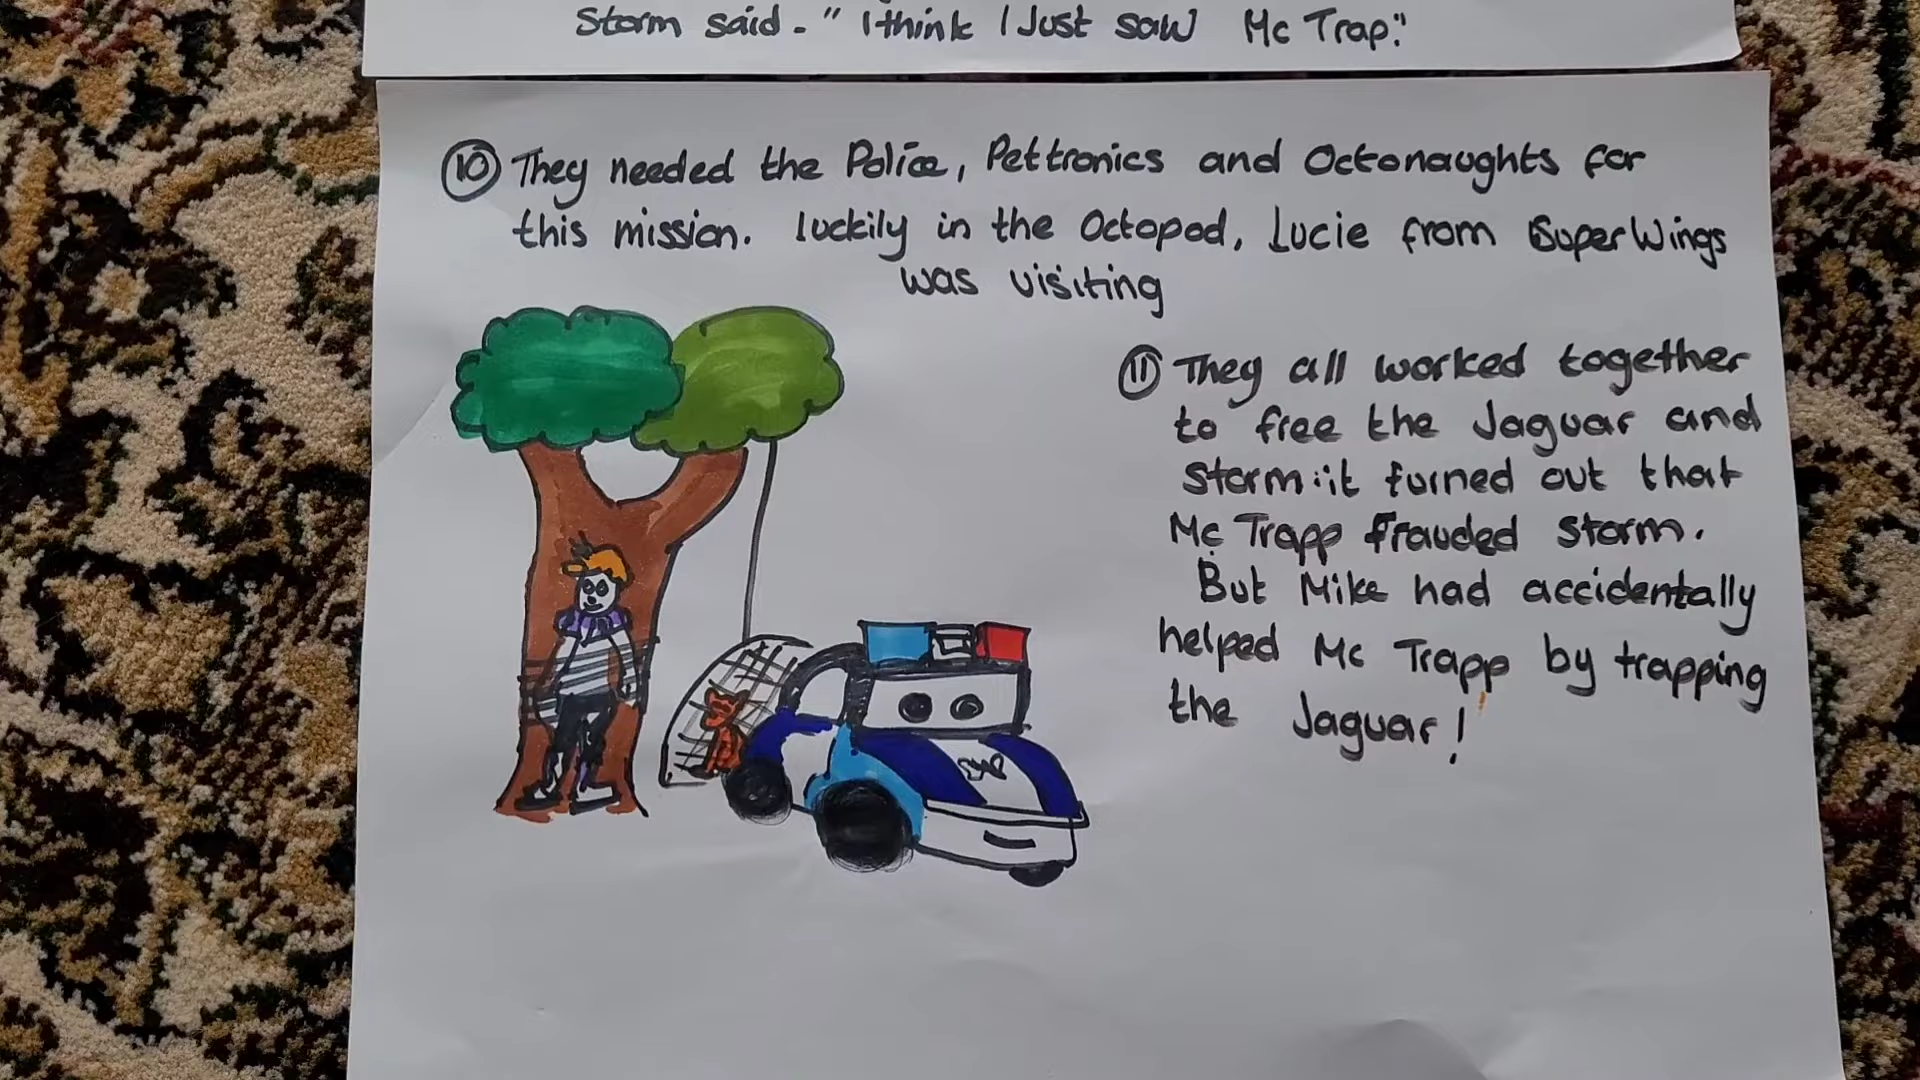 Storm said - " I think I Just saw Mc Trap."
⑩ They needed the Police, Pettronics and Octonaughts for
this mission. luckily in the Octopod, Lucie from Super Wings
was visiting
⑪ They all worked together
to free the Jaguar and
Storm: it turned out that
Mc Trapp frauded Storm.
But Mike had accidentally
helped Mc Trapp by trapping
the Jaguar!